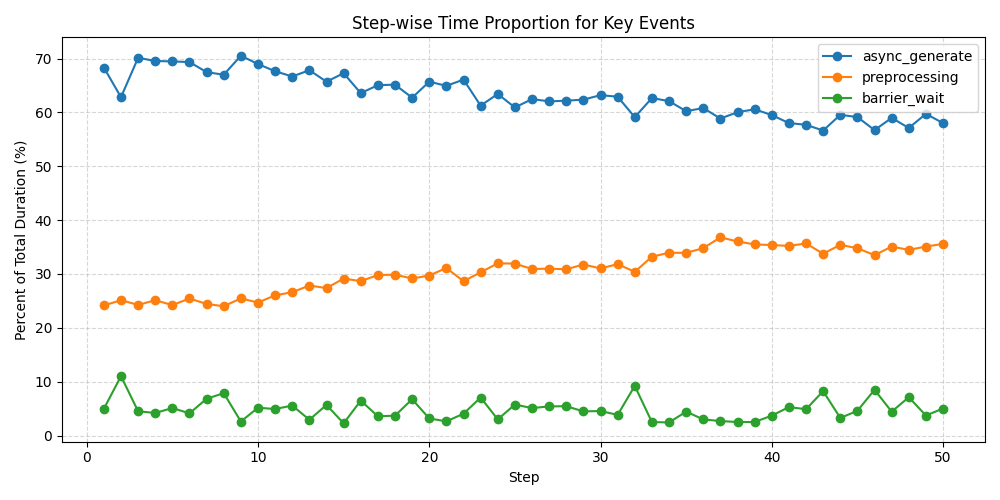 Step-wise Time Proportion for Key Events
Percent of Total Duration (%)
70
60
50
40
30
20
10
0
async_generate
preprocessing
barrier_wait
0 10 20 30 40 50
Step